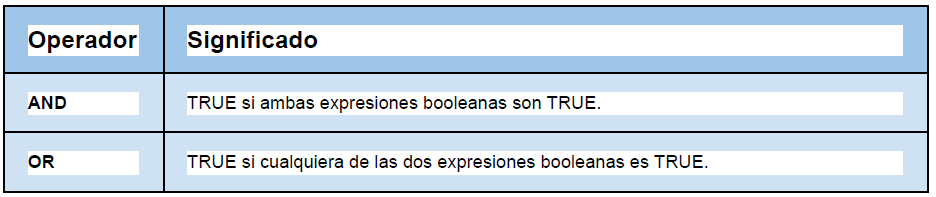 Operador Significado
AND TRUE si ambas expresiones booleanas son TRUE.
OR TRUE si cualquiera de las dos expresiones booleanas es TRUE.